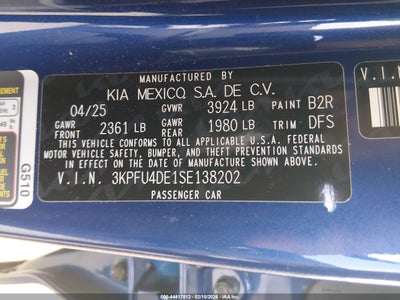 KIA MEXICO, S.A. DE C.V.
04/25 GVWR 3924 LB PAINT B2R
GAWR FRONT 2361 LB GAWR REAR 1980 LB TRIM DFS
THIS VEHICLE CONFORMS TO ALL APPLICABLE U.S.A. FEDERAL
MOTOR VEHICLE SAFETY, BUMPER, AND THEFT PREVENTION STANDARDS
IN EFFECT ON THE DATE OF MANUFACTURE SHOWN ABOVE.
V.I.N. 3KPFU4DE1SE138202
PASSENGER CAR
G510
V.I.N
3